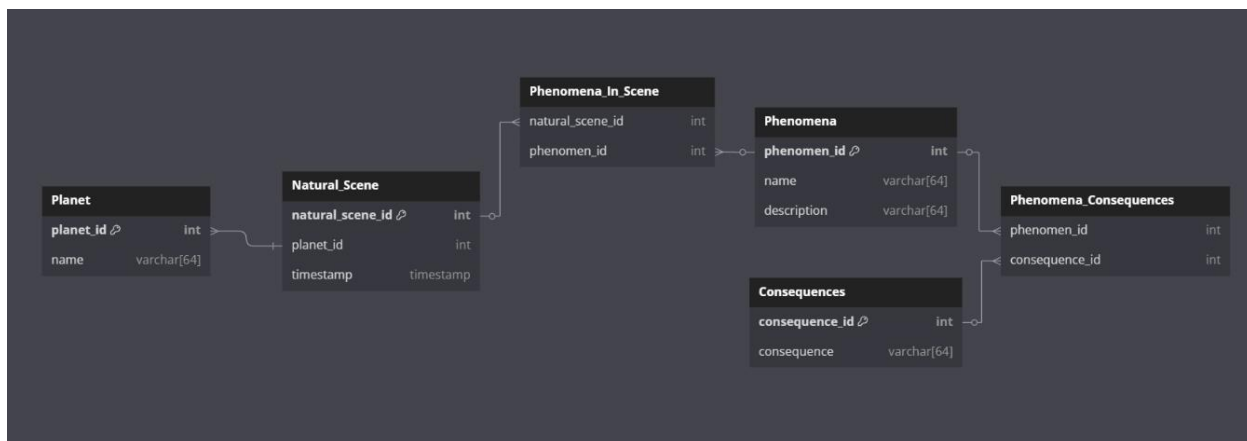 Planet
planet_id int
name varchar[64]
Natural_Scene
natural_scene_id int
planet_id int
timestamp timestamp
Phenomena_In_Scene
natural_scene_id int
phenomen_id int
Phenomena
phenomen_id int
name varchar[64]
description varchar[64]
Consequences
consequence_id int
consequence varchar[64]
Phenomena_Consequences
phenomen_id int
consequence_id int